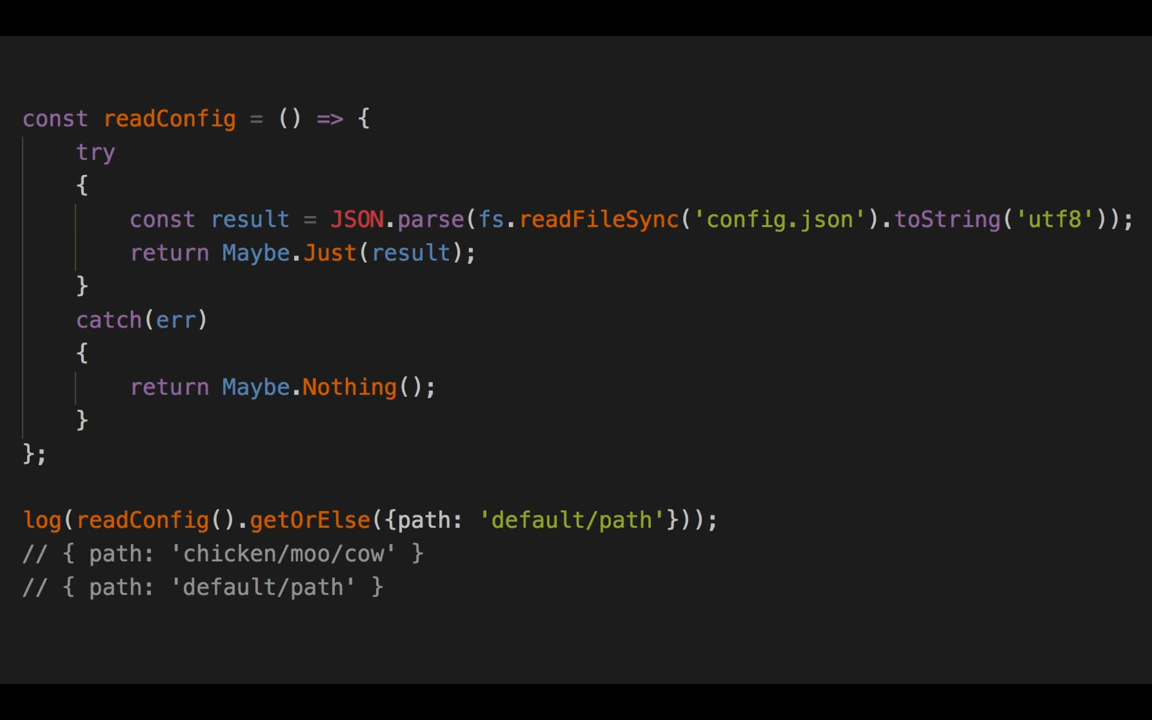 const readConfig = () => {
    try
    {
        const result = JSON.parse(fs.readFileSync('config.json').toString('utf8'));
        return Maybe.Just(result);
    }
    catch(err)
    {
        return Maybe.Nothing();
    }
};
log(readConfig().getOrElse({path: 'default/path'}));
// { path: 'chicken/moo/cow' }
// { path: 'default/path' }